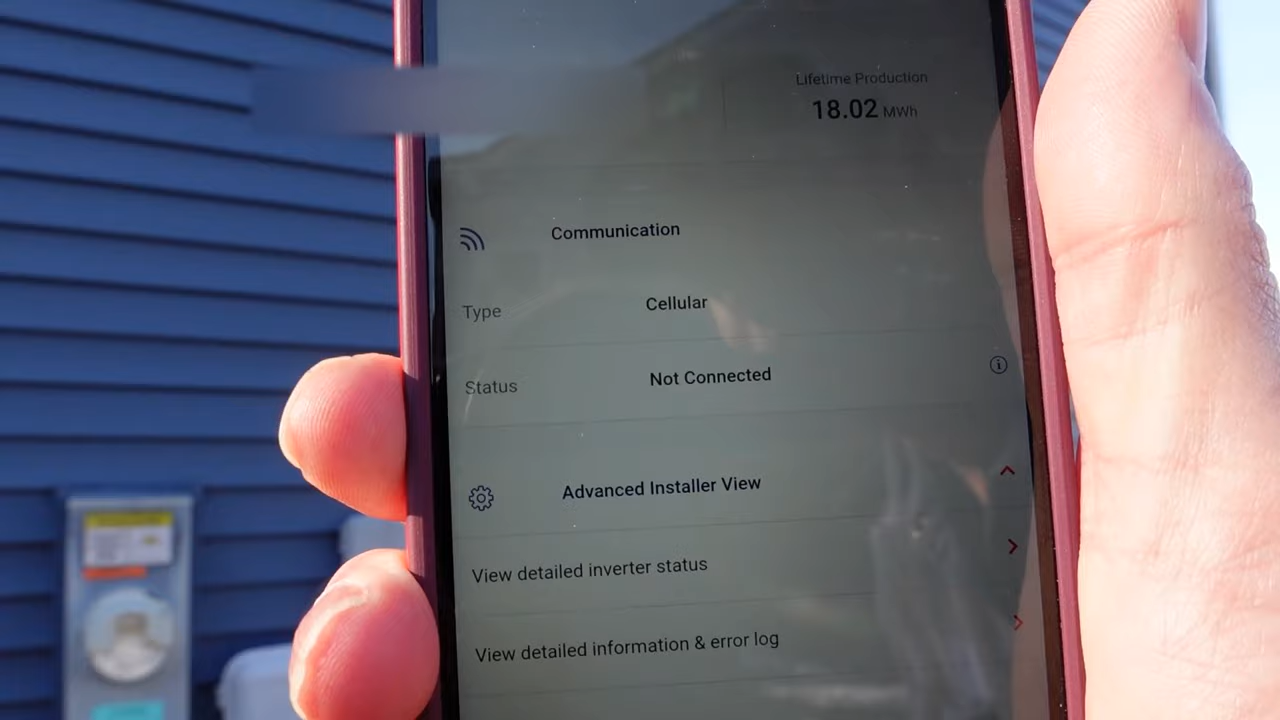 Lifetime Production
18.02 MWh
Communication
Type Cellular
Status Not Connected
Advanced Installer View
View detailed inverter status
View detailed information & error log